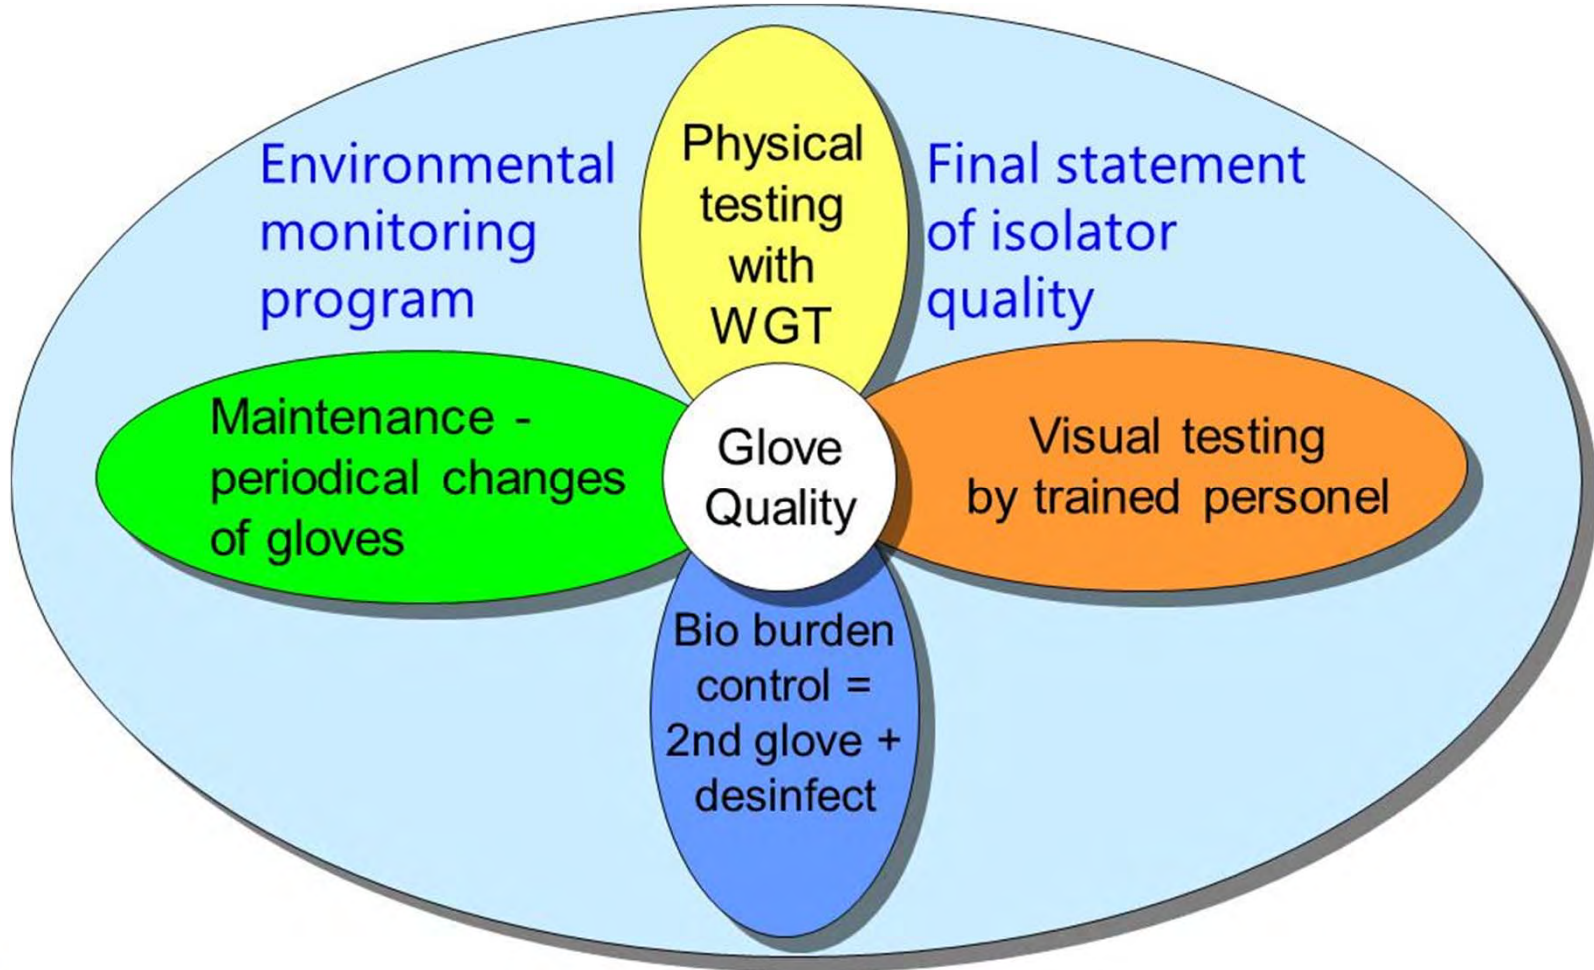 Environmental
monitoring
program
Physical
testing
with
WGT
Final statement
of isolator
quality
Maintenance -
periodical changes
of gloves
Glove
Quality
Visual testing
by trained personel
Bio burden
control =
2nd glove +
desinfect